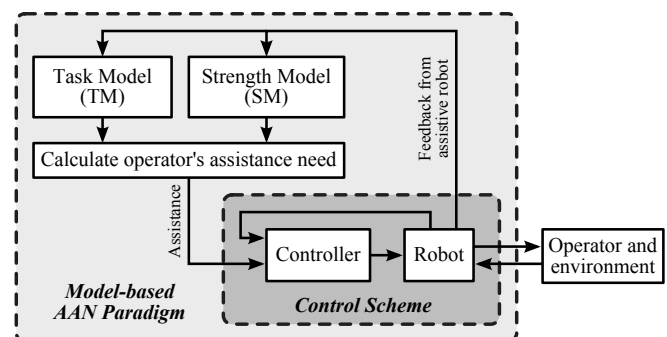 Task Model
(TM)
Strength Model
(SM)
Feedback from
assistive robot
Calculate operator's assistance need
Assistance
Controller
Robot
Operator and
environment
Model-based
AAN Paradigm
Control Scheme